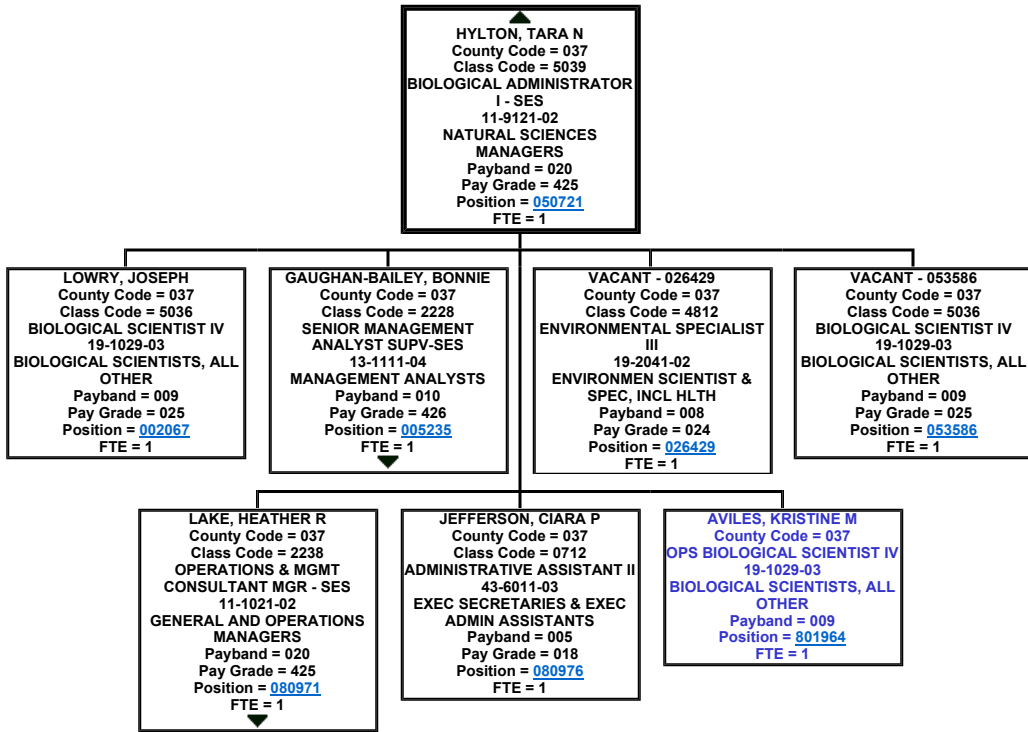 HYLTON, TARA N
County Code = 037
Class Code = 5039
BIOLOGICAL ADMINISTRATOR
I - SES
11-9121-02
NATURAL SCIENCES
MANAGERS
Payband = 020
Pay Grade = 425
Position = 050721
FTE = 1
LOWRY, JOSEPH
County Code = 037
Class Code = 5036
BIOLOGICAL SCIENTIST IV
19-1029-03
BIOLOGICAL SCIENTISTS, ALL
OTHER
Payband = 009
Pay Grade = 025
Position = 002067
FTE = 1
GAUGHAN-BAILEY, BONNIE
County Code = 037
Class Code = 2228
SENIOR MANAGEMENT
ANALYST SUPV-SES
13-1111-04
MANAGEMENT ANALYSTS
Payband = 010
Pay Grade = 426
Position = 005235
FTE = 1
VACANT - 026429
County Code = 037
Class Code = 4812
ENVIRONMENTAL SPECIALIST
III
19-2041-02
ENVIRONMEN SCIENTIST &
SPEC, INCL HLTH
Payband = 008
Pay Grade = 024
Position = 026429
FTE = 1
VACANT - 053586
County Code = 037
Class Code = 5036
BIOLOGICAL SCIENTIST IV
19-1029-03
BIOLOGICAL SCIENTISTS, ALL
OTHER
Payband = 009
Pay Grade = 025
Position = 053586
FTE = 1
LAKE, HEATHER R
County Code = 037
Class Code = 2238
OPERATIONS & MGMT
CONSULTANT MGR - SES
11-1021-02
GENERAL AND OPERATIONS
MANAGERS
Payband = 020
Pay Grade = 425
Position = 080971
FTE = 1
JEFFERSON, CIARA P
County Code = 037
Class Code = 0712
ADMINISTRATIVE ASSISTANT II
43-6011-03
EXEC SECRETARIES & EXEC
ADMIN ASSISTANTS
Payband = 005
Pay Grade = 018
Position = 080976
FTE = 1
AVILES, KRISTINE M
County Code = 037
OPS BIOLOGICAL SCIENTIST IV
19-1029-03
BIOLOGICAL SCIENTISTS, ALL
OTHER
Payband = 009
Position = 801964
FTE = 1